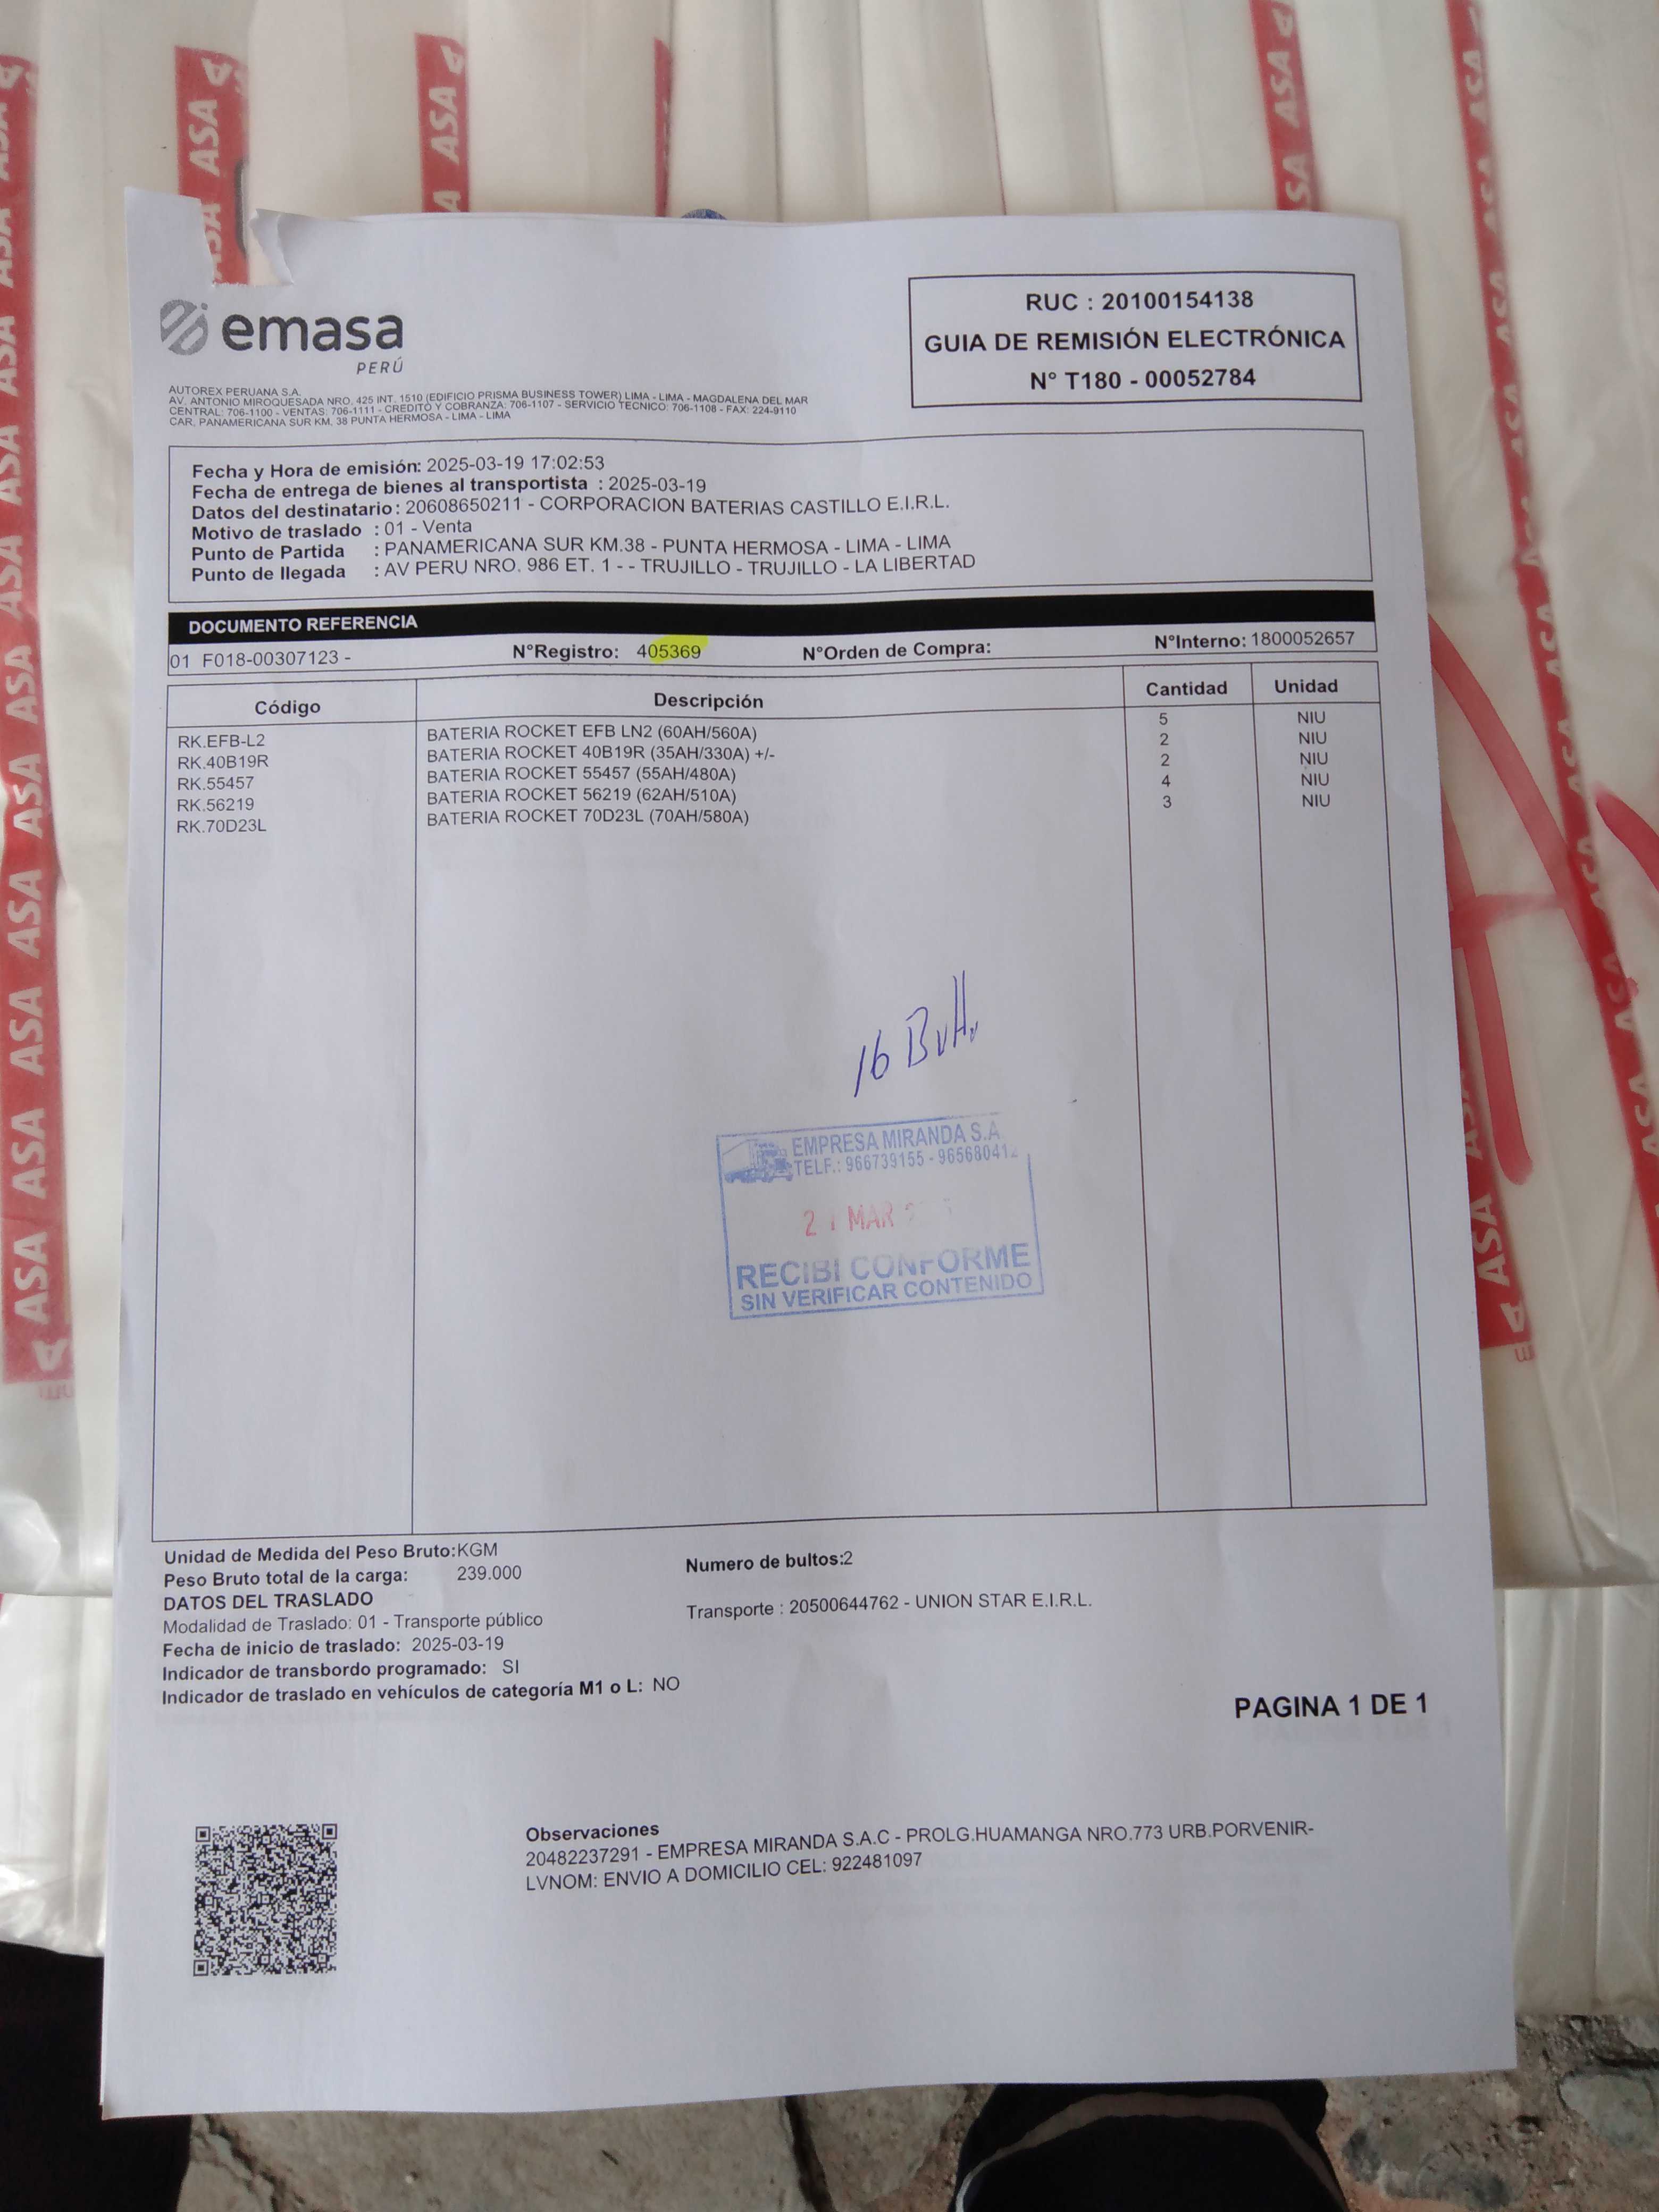 emasa
PERÚ
AUTOREX PERUANA S.A.
AV. ANTONIO MIROQUESADA NRO. 425 INT. 1510 (EDIFICIO PRISMA BUSINESS TOWER) LIMA - LIMA - MAGDALENA DEL MAR
CENTRAL: 706-1100 - VENTAS: 706-1111 - CREDITO Y COBRANZA: 706-1107 - SERVICIO TECNICO: 706-1108 - FAX: 224-9110
CAR. PANAMERICANA SUR KM. 38 PUNTA HERMOSA - LIMA - LIMA
RUC : 20100154138
GUIA DE REMISIÓN ELECTRÓNICA
N° T180 - 00052784
Fecha y Hora de emisión: 2025-03-19 17:02:53
Fecha de entrega de bienes al transportista : 2025-03-19
Datos del destinatario : 20608650211 - CORPORACION BATERIAS CASTILLO E.I.R.L.
Motivo de traslado : 01 - Venta
Punto de Partida : PANAMERICANA SUR KM.38 - PUNTA HERMOSA - LIMA - LIMA
Punto de llegada : AV PERU NRO. 986 ET. 1 - - TRUJILLO - TRUJILLO - LA LIBERTAD
DOCUMENTO REFERENCIA
01 F018-00307123 - N°Registro: 405369 N°Orden de Compra: N°Interno: 1800052657
Código Descripción Cantidad Unidad
RK.EFB-L2 BATERIA ROCKET EFB LN2 (60AH/560A) 5 NIU
RK.40B19R BATERIA ROCKET 40B19R (35AH/330A) +/- 2 NIU
RK.55457 BATERIA ROCKET 55457 (55AH/480A) 2 NIU
RK.56219 BATERIA ROCKET 56219 (62AH/510A) 4 NIU
RK.70D23L BATERIA ROCKET 70D23L (70AH/580A) 3 NIU
16
EMPRESA MIRANDA S.A
TELF.: 966739155 - 965680412
MAR
RECIBI CONFORME
SIN VERIFICAR CONTENIDO
Unidad de Medida del Peso Bruto:KGM
Peso Bruto total de la carga: 239.000
Numero de bultos:2
DATOS DEL TRASLADO
Modalidad de Traslado: 01 - Transporte público
Transporte : 20500644762 - UNION STAR E.I.R.L.
Fecha de inicio de traslado: 2025-03-19
Indicador de transbordo programado: SI
Indicador de traslado en vehículos de categoría M1 o L: NO
PAGINA 1 DE 1
Observaciones
20482237291 - EMPRESA MIRANDA S.A.C - PROLG.HUAMANGA NRO.773 URB.PORVENIR-
LVNOM: ENVIO A DOMICILIO CEL: 922481097
ASA ASA ASA ASA ASA ASA